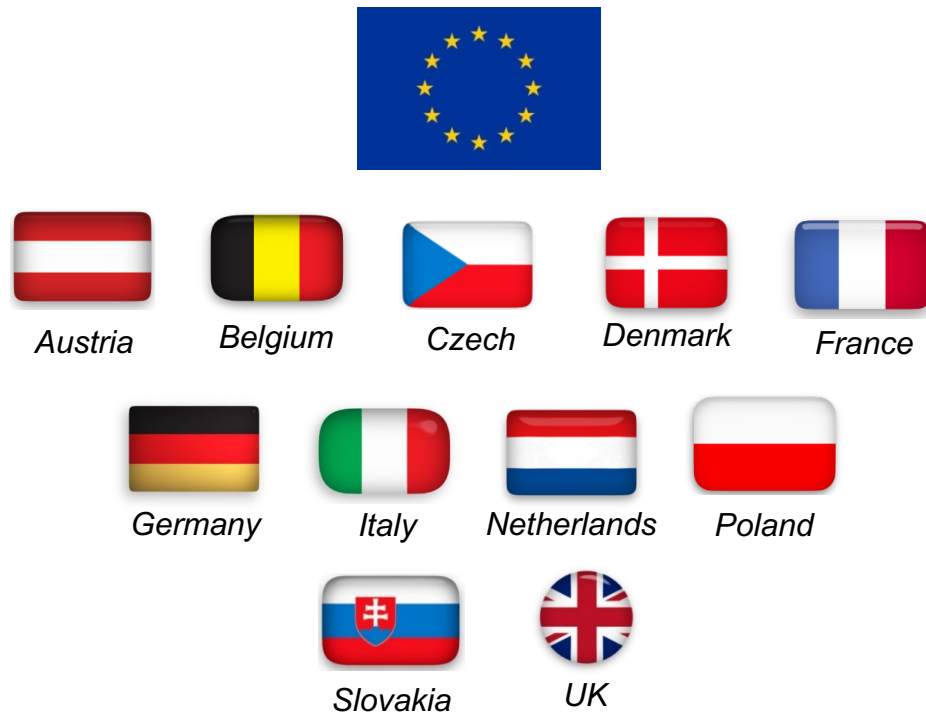 Austria
Belgium
Czech
Denmark
France
Germany
Italy
Netherlands
Poland
Slovakia
UK